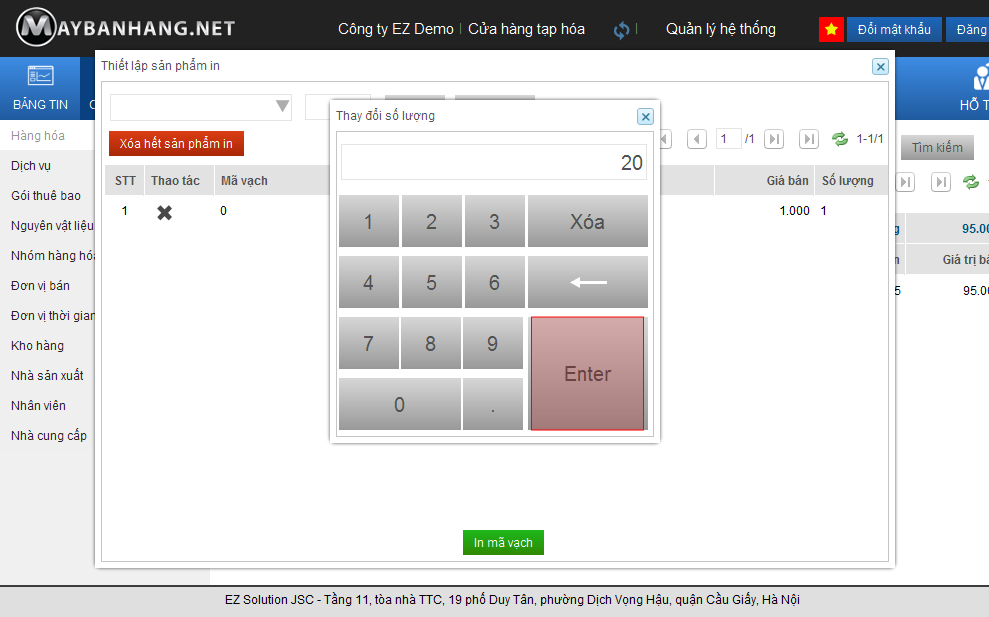 MAYBANHANG.NET
Công ty EZ Demo | Cửa hàng tạp hóa
Quản lý hệ thống
Đổi mật khẩu
Đăng
BẢNG TIN
HỖ T
Thiết lập sản phẩm in
Hàng hóa
Dịch vụ
Gói thuê bao
Nguyên vật liệu
Nhóm hàng hóa
Đơn vị bán
Đơn vị thời gian
Kho hàng
Nhà sản xuất
Nhân viên
Nhà cung cấp
Xóa hết sản phẩm in
1 /1
1-1/1
STT Thao tác Mã vạch Giá bán Số lượng
1 0 1.000 1
Thay đổi số lượng
20
1 2 3 Xóa
4 5 6
7 8 9 Enter
0 .
In mã vạch
Tìm kiếm
95.00
Giá trị bá
5 95.00
EZ Solution JSC - Tầng 11, tòa nhà TTC, 19 phố Duy Tân, phường Dịch Vọng Hậu, quận Cầu Giấy, Hà Nội